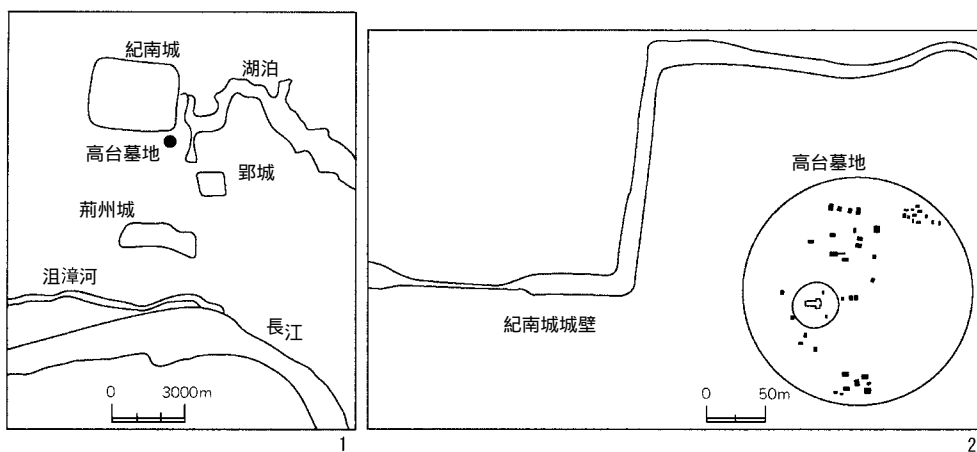 紀南城
湖泊
高台墓地
郢城
荊州城
沮漳河
長江
0 3000m
1
高台墓地
紀南城城壁
0 50m
2